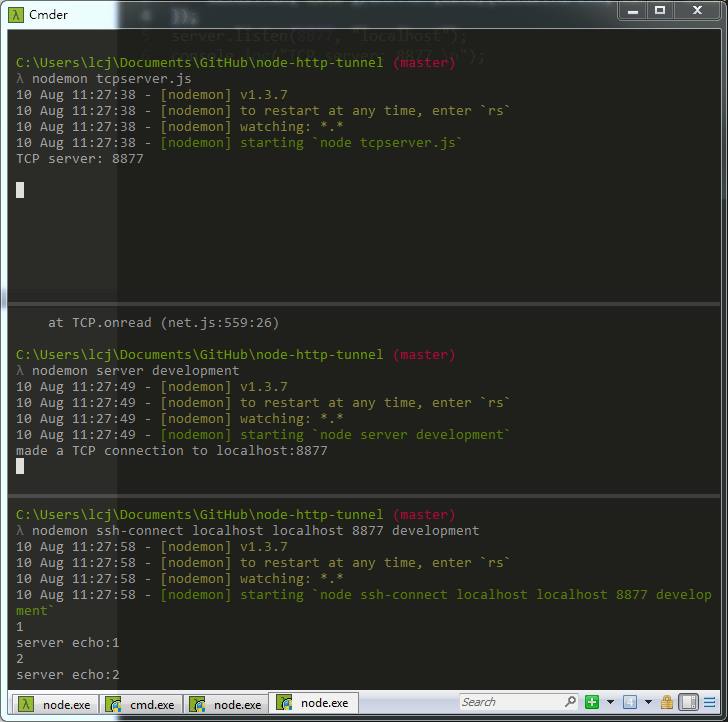 Cmder
});
server.listen(8877, "localhost");
C:\Users\lcj\Documents\GitHub\node-http-tunnel (master)
λ nodemon tcpserver.js
10 Aug 11:27:38 - [nodemon] v1.3.7
10 Aug 11:27:38 - [nodemon] to restart at any time, enter `rs`
10 Aug 11:27:38 - [nodemon] watching: *.*
10 Aug 11:27:38 - [nodemon] starting `node tcpserver.js`
TCP server: 8877
at TCP.onread (net.js:559:26)
C:\Users\lcj\Documents\GitHub\node-http-tunnel (master)
λ nodemon server development
10 Aug 11:27:49 - [nodemon] v1.3.7
10 Aug 11:27:49 - [nodemon] to restart at any time, enter `rs`
10 Aug 11:27:49 - [nodemon] watching: *.*
10 Aug 11:27:49 - [nodemon] starting `node server development`
made a TCP connection to localhost:8877
C:\Users\lcj\Documents\GitHub\node-http-tunnel (master)
λ nodemon ssh-connect localhost localhost 8877 development
10 Aug 11:27:58 - [nodemon] v1.3.7
10 Aug 11:27:58 - [nodemon] to restart at any time, enter `rs`
10 Aug 11:27:58 - [nodemon] watching: *.*
10 Aug 11:27:58 - [nodemon] starting `node ssh-connect localhost localhost 8877 develop
ment`
1
server echo:1
2
server echo:2
λ node.exe cmd.exe node.exe node.exe Search